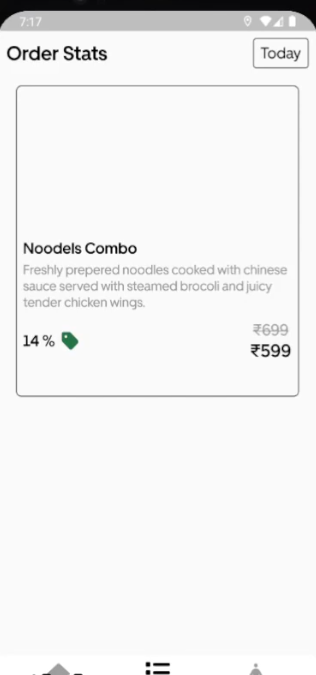 7:17
Order Stats
Today
Noodels Combo
Freshly prepered noodles cooked with chinese
sauce served with steamed brocoli and juicy
tender chicken wings.
14 %
₹699
₹599